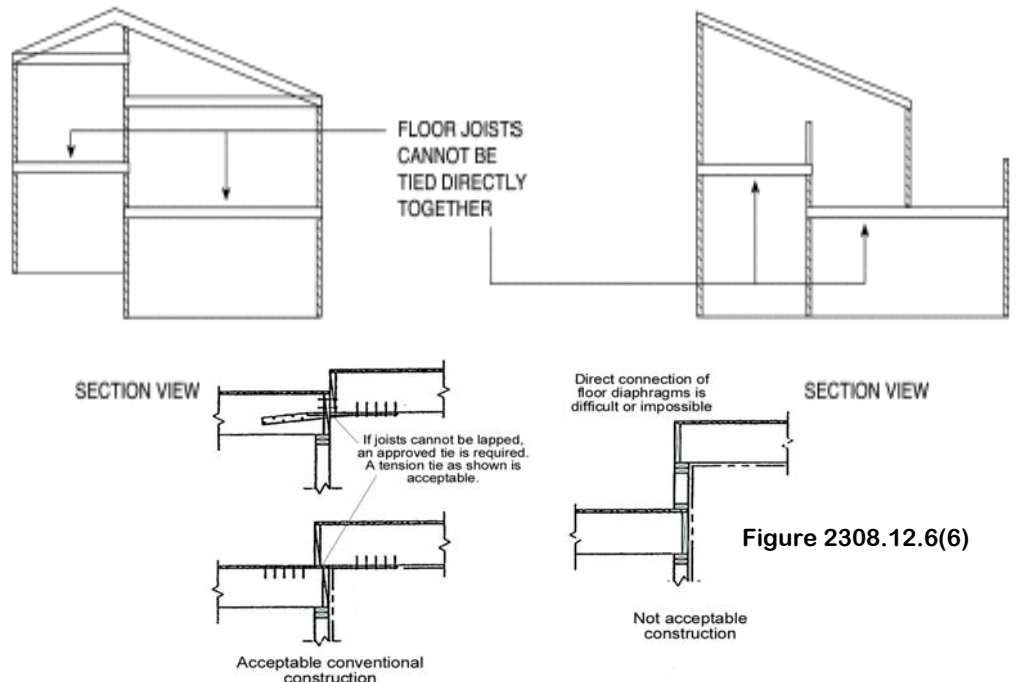 FLOOR JOISTS
CANNOT BE
TIED DIRECTLY
TOGETHER
SECTION VIEW
If joists cannot be lapped,
an approved tie is required.
A tension tie as shown is
acceptable.
Acceptable conventional
construction
Direct connection of
floor diaphragms is
difficult or impossible
SECTION VIEW
Figure 2308.12.6(6)
Not acceptable
construction